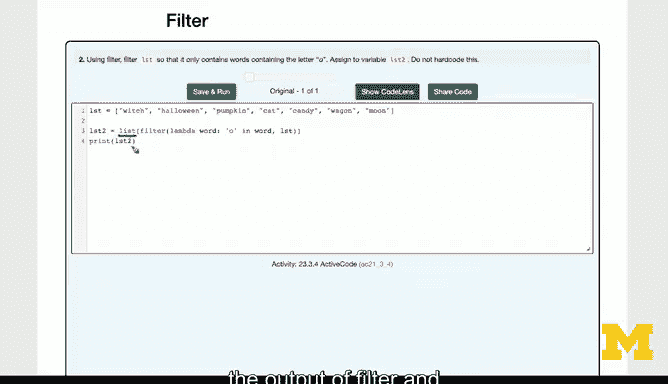 Filter
2. Using filter, filter lst so that it only contains words containing the letter "o". Assign to variable lst2. Do not hardcode this.
Save & Run
Original - 1 of 1
Show CodeLens
Share Code
1 lst = ["witch", "halloween", "pumpkin", "cat", "candy", "wagon", "moon"]
2
3 lst2 = list(filter(lambda word: 'o' in word, lst))
4 print(lst2)
Activity: 23.3.4 ActiveCode (ac21_3_4)
M
the output of filter and